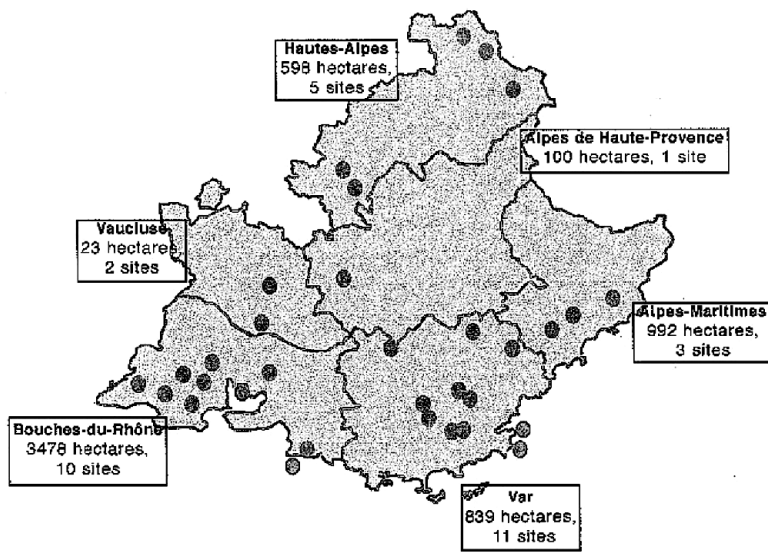 Hautes-Alpes
598 hectares,
5 sites
Alpes de Haute-Provence
100 hectares, 1 site
Vaucluse
23 hectares,
2 sites
Alpes-Maritimes
992 hectares,
3 sites
Bouches-du-Rhône
3478 hectares,
10 sites
Var
839 hectares,
11 sites